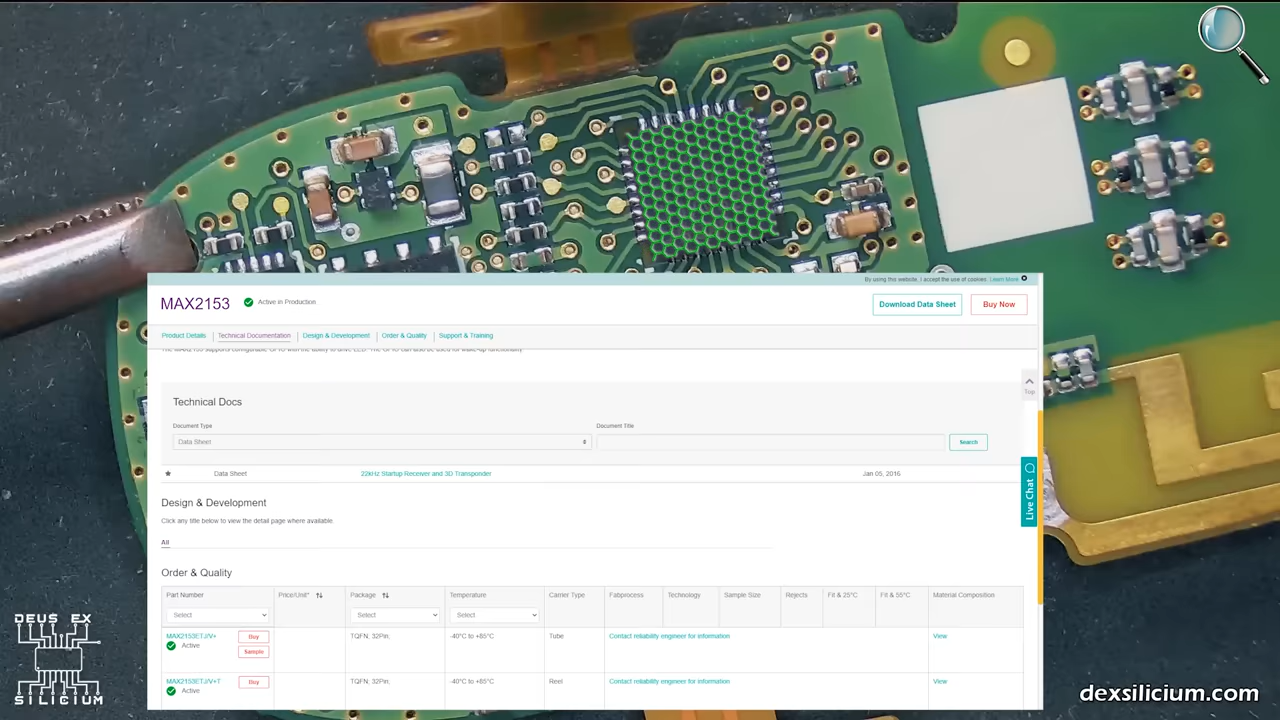 By using this website, I accept the use of cookies. Learn More
MAX2153 Active in Production
Download Data Sheet Buy Now
Product Details Technical Documentation Design & Development Order & Quality Support & Training
Top
Technical Docs
Document Type Document Title
Data Sheet Search
Data Sheet 22kHz Startup Receiver and 3D Transponder Jan 05, 2016
Live Chat
Design & Development
Click any title below to view the detail page where available.
All
Order & Quality
Part Number Price/Unit* Package Temperature Carrier Type Fabprocess Technology Sample Size Rejects Fit & 25°C Fit & 55°C Material Composition
Select Select Select
MAX2153ETJ/V+ Buy TQFN, 32Pin; -40°C to +85°C Tube Contact reliability engineer for information View
Active Sample
MAX2153ETJ/V+T Buy TQFN, 32Pin; -40°C to +85°C Reel Contact reliability engineer for information View
Active
DEUS EX
SILICIUM
dexsilicium.com